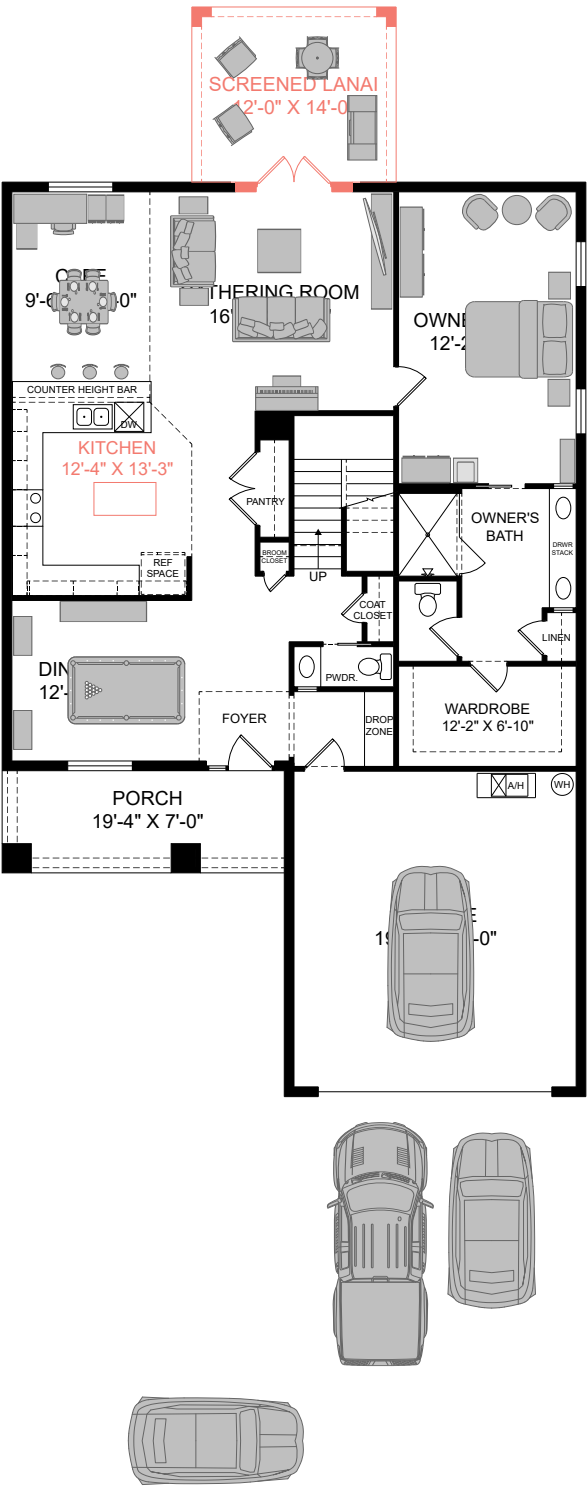 SCREENED LANAI
12'-0" X 14'-0
THERING ROOM
16'
9'-6 -0"
OWNE
12'-2
COUNTER HEIGHT BAR
DW
KITCHEN
12'-4" X 13'-3"
PANTRY
OWNER'S
BATH
DRWR
STACK
BROOM
CLOSET
REF
SPACE
UP
COAT
CLOSET
LINEN
DIN
12'-
PWDR.
FOYER
DROP
ZONE
WARDROBE
12'-2" X 6'-10"
A/H
WH
PORCH
19'-4" X 7'-0"
19 -0"